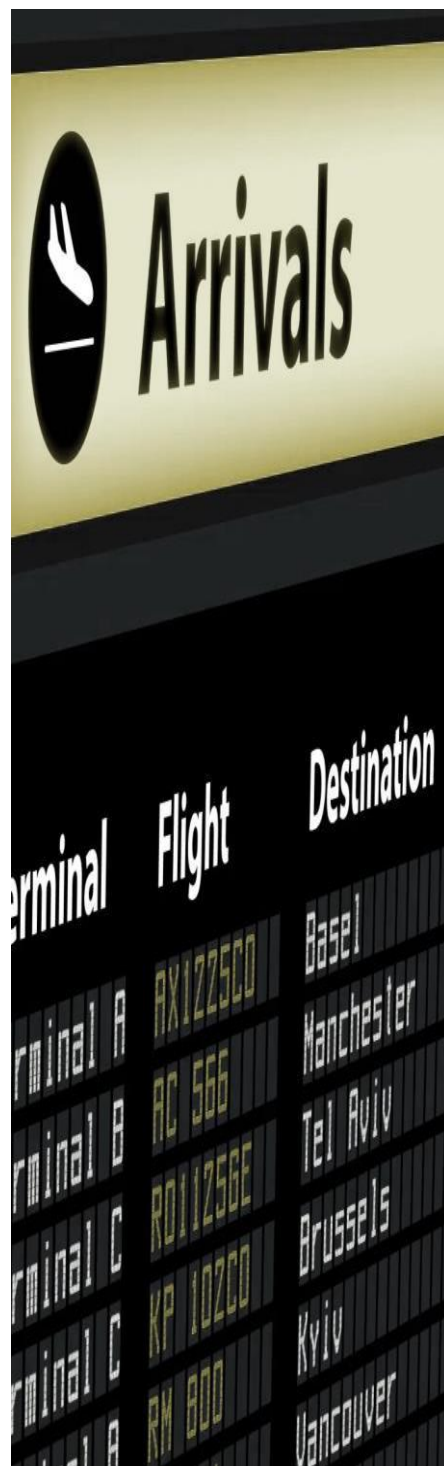 erminal Flight Destination
Arrivals
rminal A AX1225CO Basel
rminal B AC 566 Manchester
rminal C RO1125GE Tel Aviv
rminal C KP 102CO Brussels
rminal RM 800 Kyiv
Vancouver